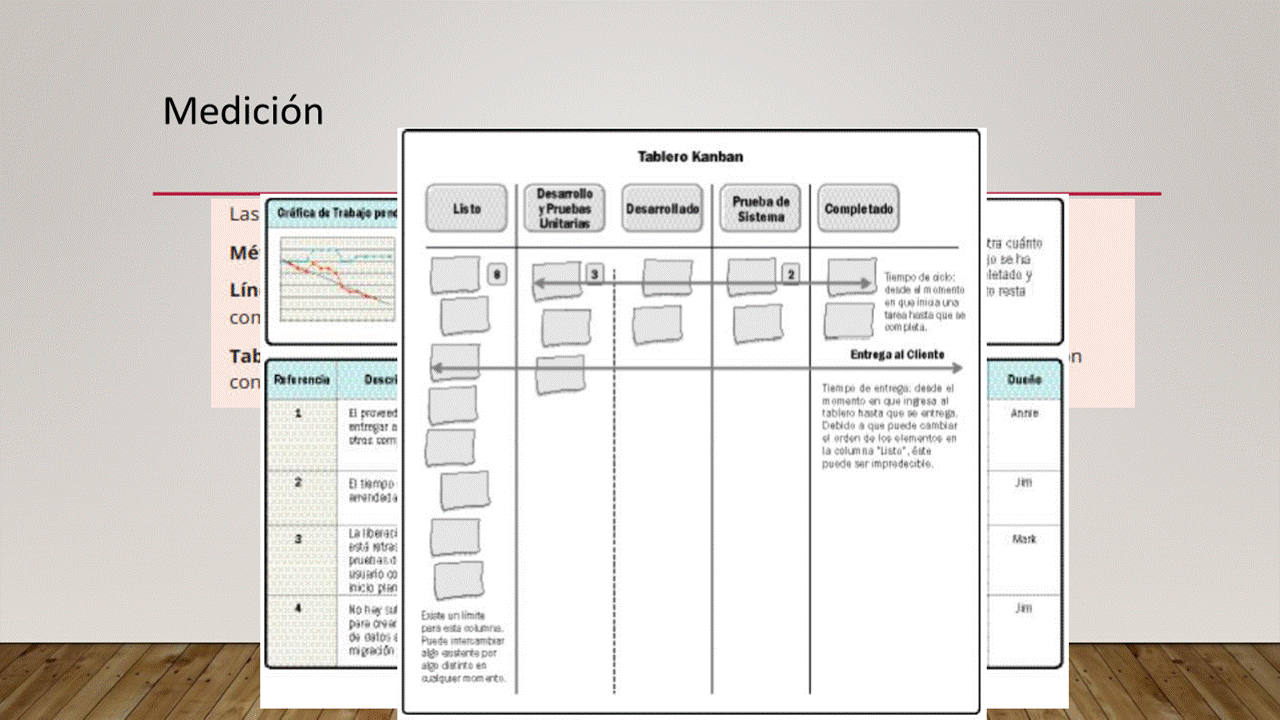 Medición
Tablero Kanban
Listo
Desarrollo
y Pruebas
Unitarias
Desarrollado
Prueba de
Sistema
Completado
8
3
2
Tiempo de ciclo:
desde el momento
en que inicia una
tarea hasta que se
completa.
Entrega al Cliente
Tiempo de entrega: desde el
momento en que ingresa al
tablero hasta que se entrega.
Debido a que puede cambiar
el orden de los elementos en
la columna "Listo", éste
puede ser impredecible.
Existe un límite
para esta columna.
Puede intercambiar
algo existente por
algo distinto en
cualquier momento.
Las
Mé
Lín
con
Tab
con
Gráfica de Trabajo pend
tra cuánto
jo se ha
letado y
to resta
ón
Referencia
Descri
Dueño
1
El proveed
entregar a
otras com
Annie
2
El tiempo
arrendada
Jim
3
La liberaci
está retras
pruebas d
usuario co
inicio plan
Mark
4
No hay suf
para crear
de datos a
migración
Jim